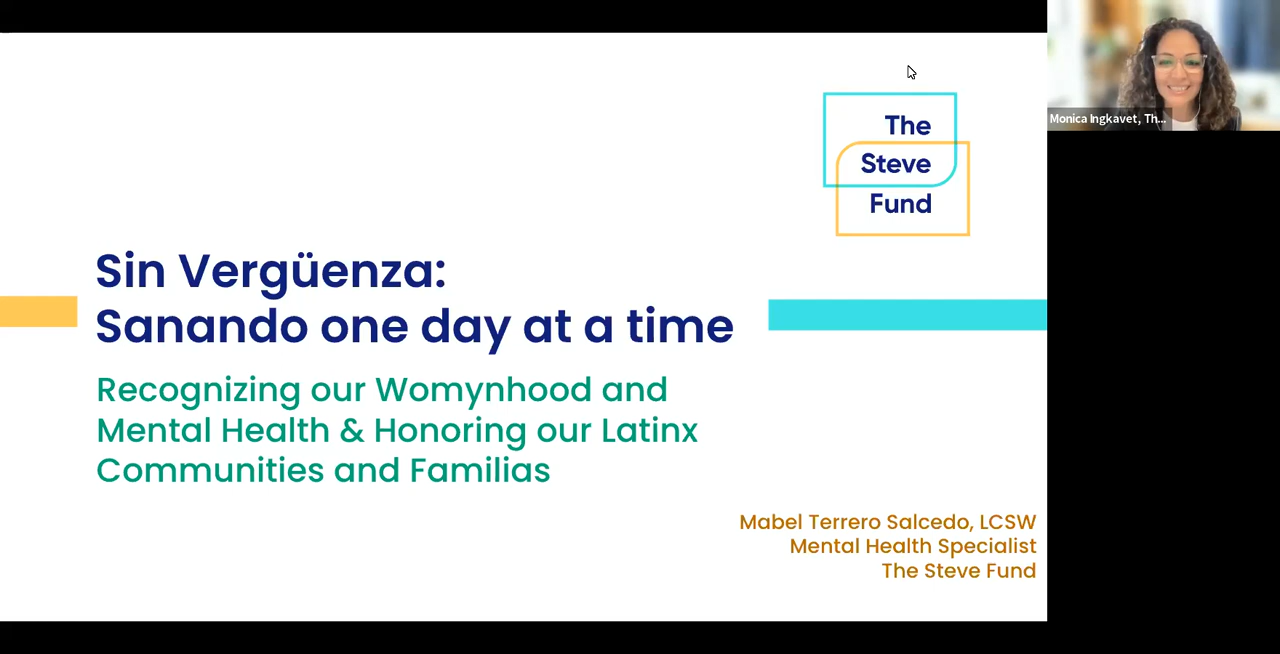 The
Steve
Fund
Sin Vergüenza:
Sanando one day at a time
Recognizing our Womynhood and
Mental Health & Honoring our Latinx
Communities and Familias
Mabel Terrero Salcedo, LCSW
Mental Health Specialist
The Steve Fund
Monica Ingkavet, Th...